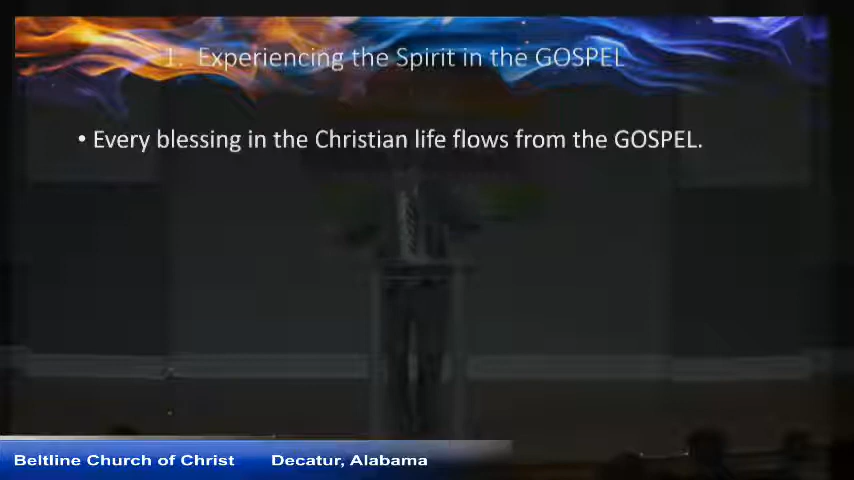 1. Experiencing the Spirit in the GOSPEL
• Every blessing in the Christian life flows from the GOSPEL.
Beltline Church of Christ Decatur, Alabama